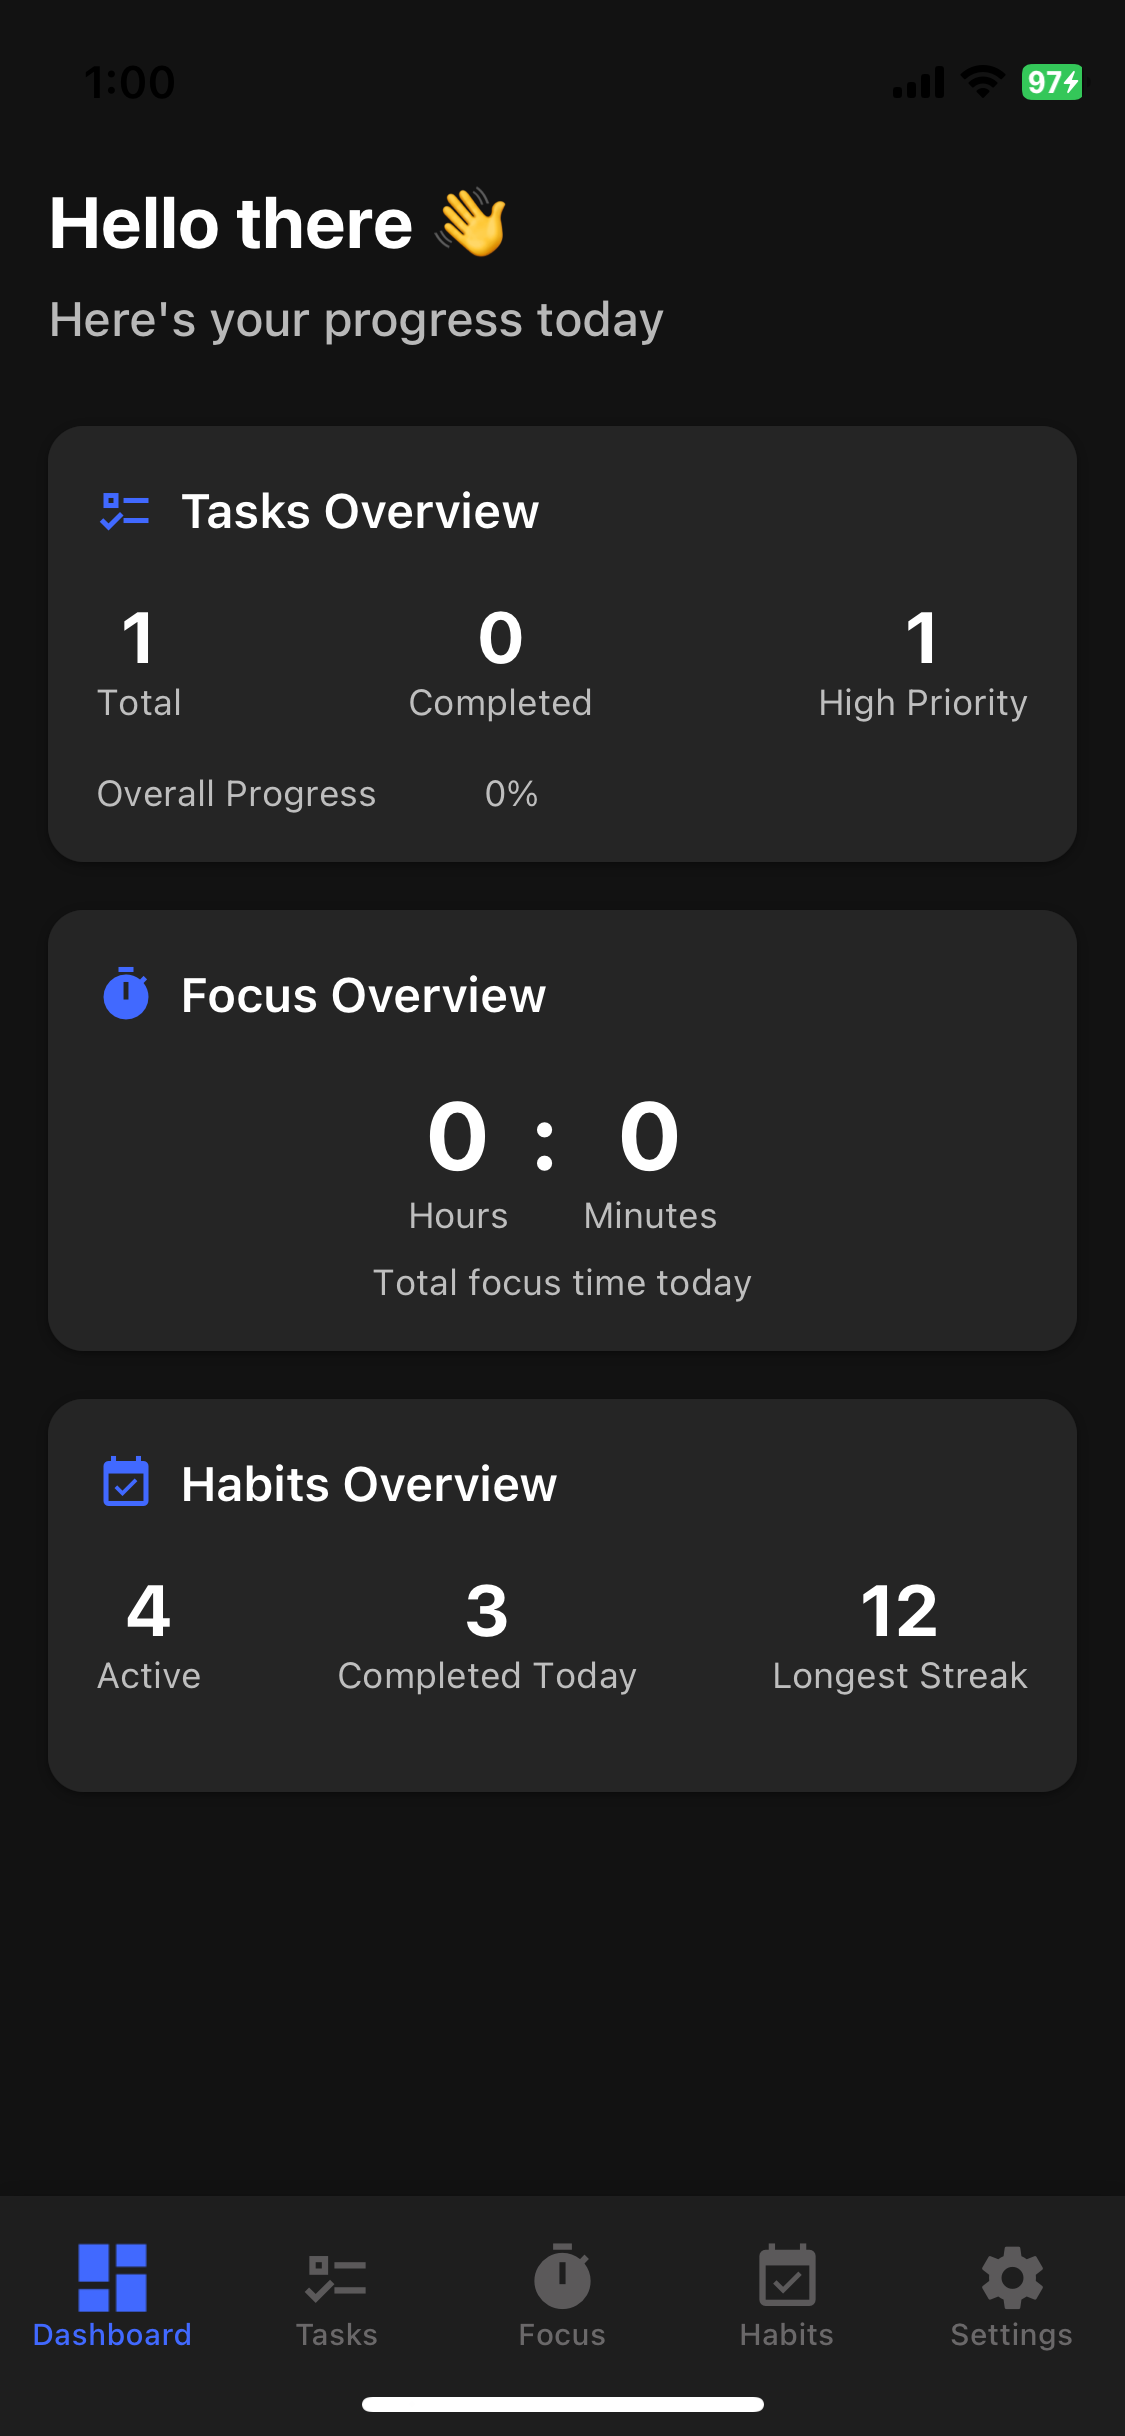 1:00
97
Hello there 👋
Here's your progress today
Tasks Overview
1 0 1
Total Completed High Priority
Overall Progress 0%
Focus Overview
0 : 0
Hours Minutes
Total focus time today
Habits Overview
4 3 12
Active Completed Today Longest Streak
Dashboard Tasks Focus Habits Settings